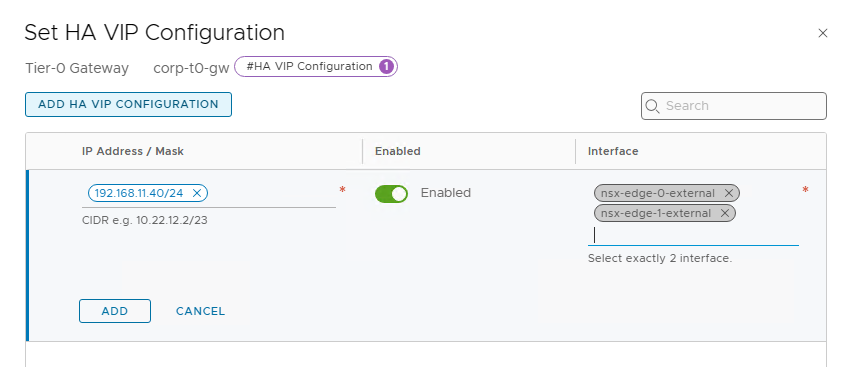 Set HA VIP Configuration
Tier-0 Gateway corp-t0-gw #HA VIP Configuration 1
ADD HA VIP CONFIGURATION Search
IP Address / Mask Enabled Interface
192.168.11.40/24 * Enabled nsx-edge-0-external *
nsx-edge-1-external
CIDR e.g. 10.22.12.2/23
Select exactly 2 interface.
ADD CANCEL